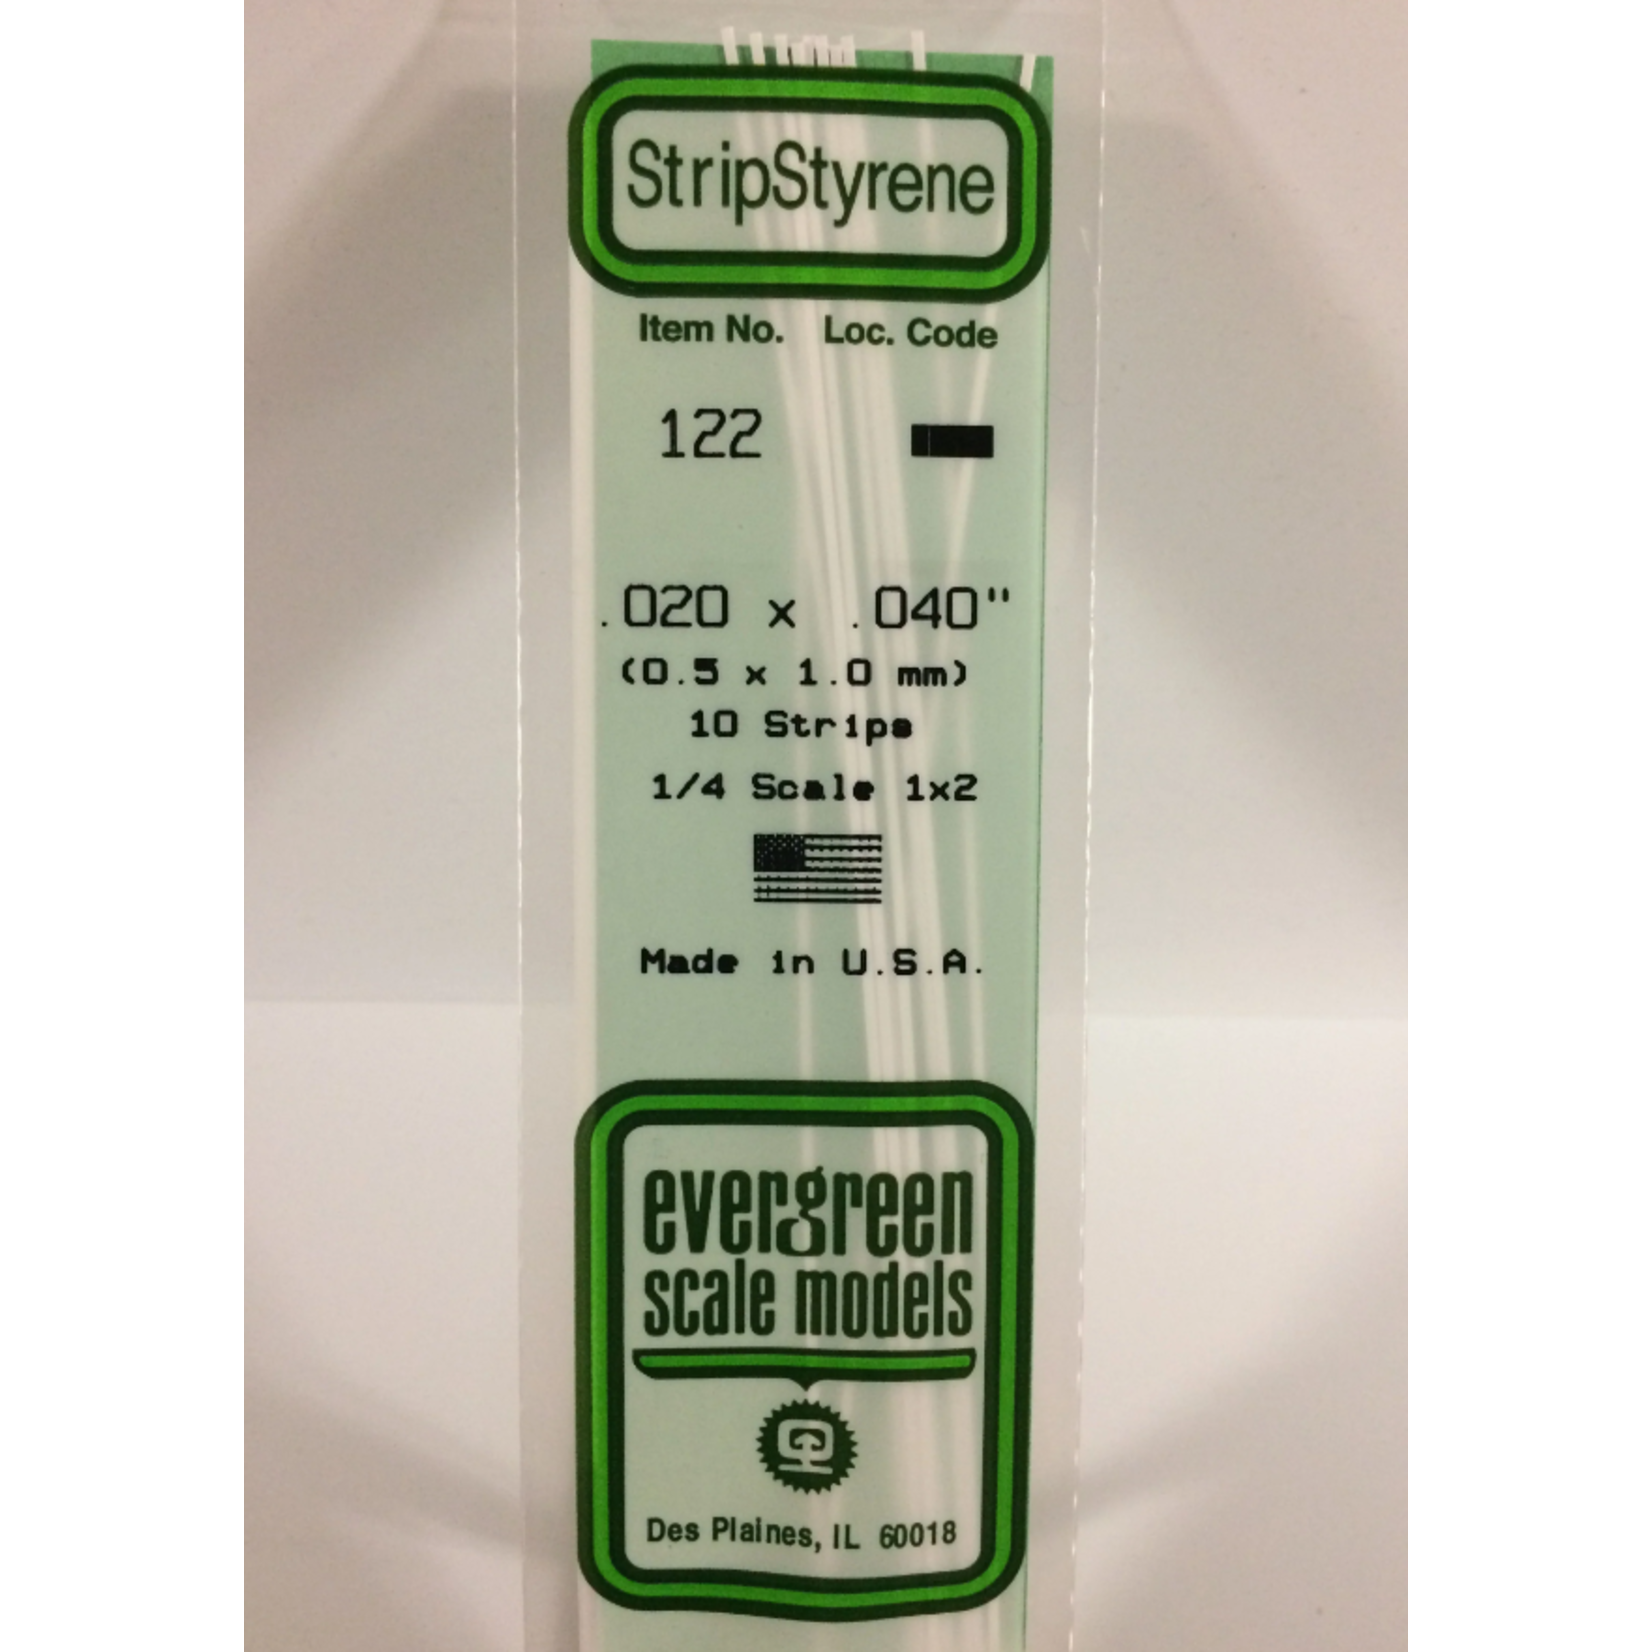 StripStyrene
Item No. Loc. Code
122
.020 x .040"
(0.5 x 1.0 mm)
10 Strips
1/4 Scale 1x2
Made in U.S.A.
evergreen
scale models
Des Plaines, IL 60018